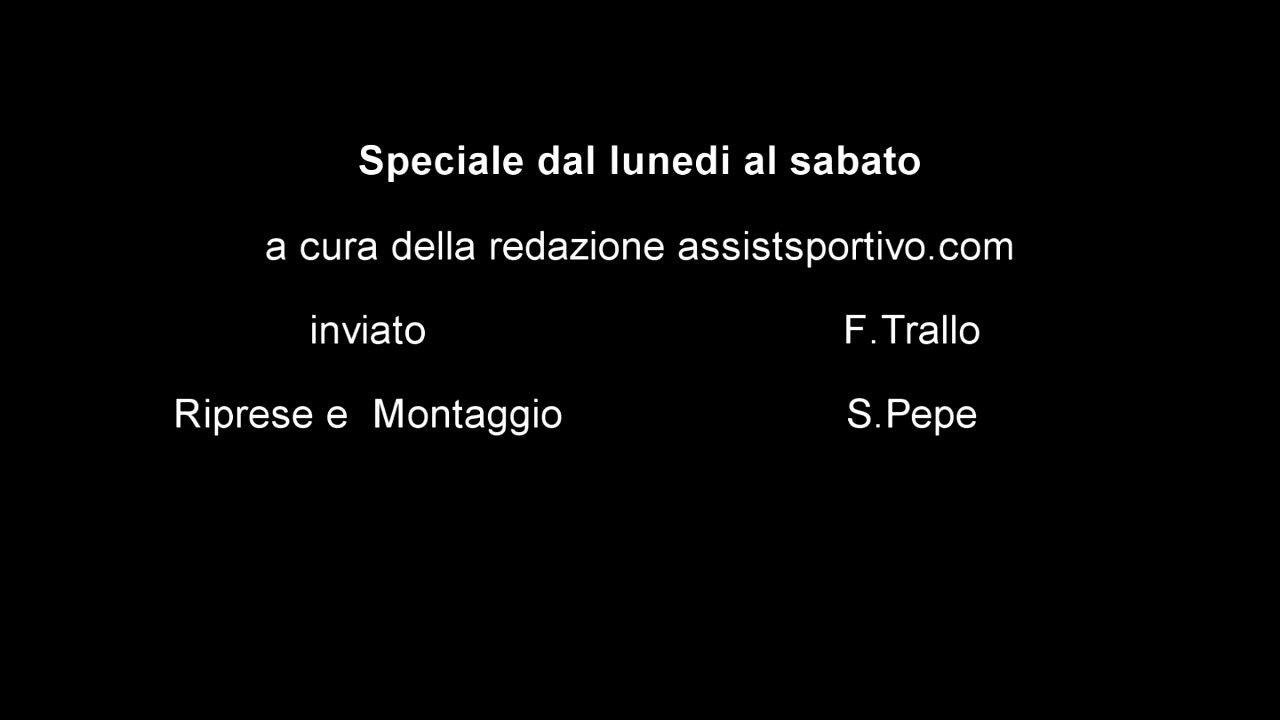 Speciale dal lunedi al sabato
a cura della redazione assistsportivo.com
inviato F.Trallo
Riprese e  Montaggio S.Pepe